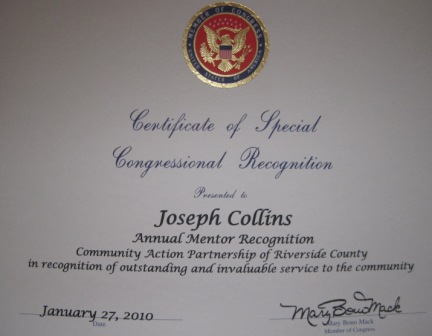 MEMBER OF CONGRESS
Certificate of Special
Congressional Recognition
Presented to
Joseph Collins
Annual Mentor Recognition
Community Action Partnership of Riverside County
in recognition of outstanding and invaluable service to the community
January 27, 2010
Date
Mary Bono Mack
Mary Bono Mack
Member of Congress